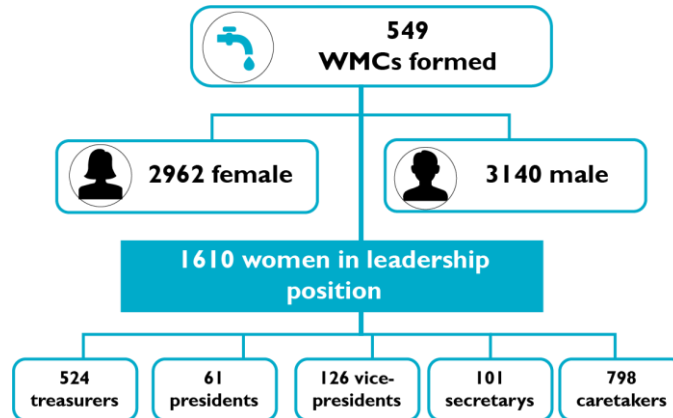 549
WMCs formed
2962 female
3140 male
1610 women in leadership
position
524
treasurers
61
presidents
126 vice-
presidents
101
secretarys
798
caretakers